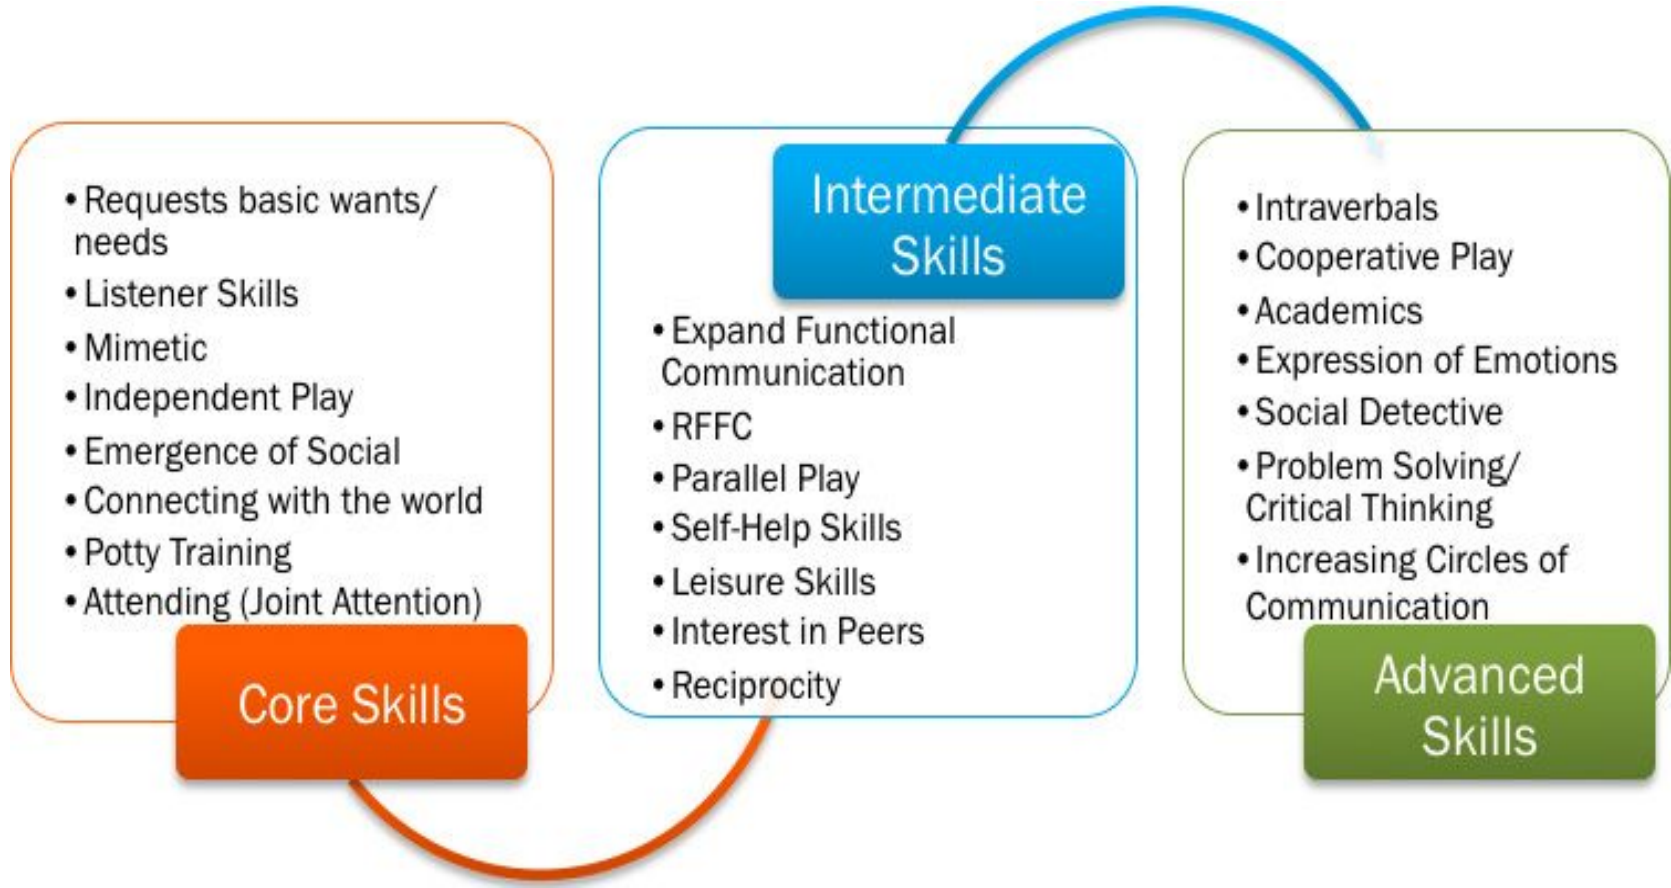 • Requests basic wants/
needs
• Listener Skills
• Mimetic
• Independent Play
• Emergence of Social
• Connecting with the world
• Potty Training
• Attending (Joint Attention)
Core Skills
Intermediate
Skills
• Expand Functional
Communication
• RFFC
• Parallel Play
• Self-Help Skills
• Leisure Skills
• Interest in Peers
• Reciprocity
• Intraverbals
• Cooperative Play
• Academics
• Expression of Emotions
• Social Detective
• Problem Solving/
Critical Thinking
• Increasing Circles of
Communication
Advanced
Skills